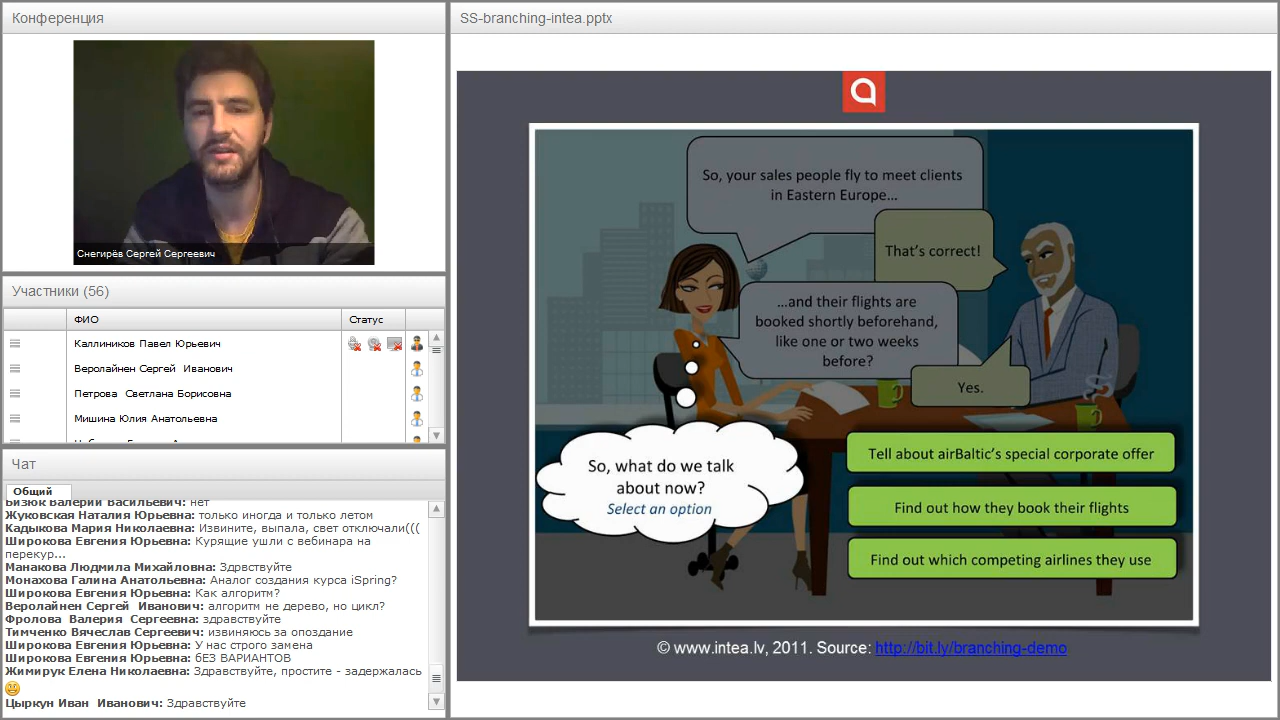 Конференция
Снегирёв Сергей Сергеевич
Участники (56)
ФИО
Статус
Каллиников Павел Юрьевич
Веролайнен Сергей Иванович
Петрова Светлана Борисовна
Мишина Юлия Анатольевна
Чат
Общий
Бизюк Валерий Васильевич: нет
Жуковская Наталия Юрьевна: только иногда и только летом
Кадыкова Мария Николаевна: Извините, выпала, свет отключали(((
Широкова Евгения Юрьевна: Курящие ушли с вебинара на
перекур...
Манакова Людмила Михайловна: Здрвствуйте
Монахова Галина Анатольевна: Аналог создания курса iSpring?
Широкова Евгения Юрьевна: Как алгоритм?
Веролайнен Сергей Иванович: алгоритм не дерево, но цикл?
Фролова Валерия Сергеевна: здравствуйте
Тимченко Вячеслав Сергеевич: извиняюсь за опоздание
Широкова Евгения Юрьевна: У нас строго замена
Широкова Евгения Юрьевна: бЕЗ ВАРИАНТОВ
Жимирук Елена Николаевна: Здравствуйте, простите - задержалась
Цыркун Иван Иванович: Здравствуйте
SS-branching-intea.pptx
So, your sales people fly to meet clients
in Eastern Europe...
That's correct!
...and their flights are
booked shortly beforehand,
like one or two weeks
before?
Yes.
So, what do we talk
about now?
Select an option
Tell about airBaltic's special corporate offer
Find out how they book their flights
Find out which competing airlines they use
© www.intea.lv, 2011. Source: http://bit.ly/branching-demo